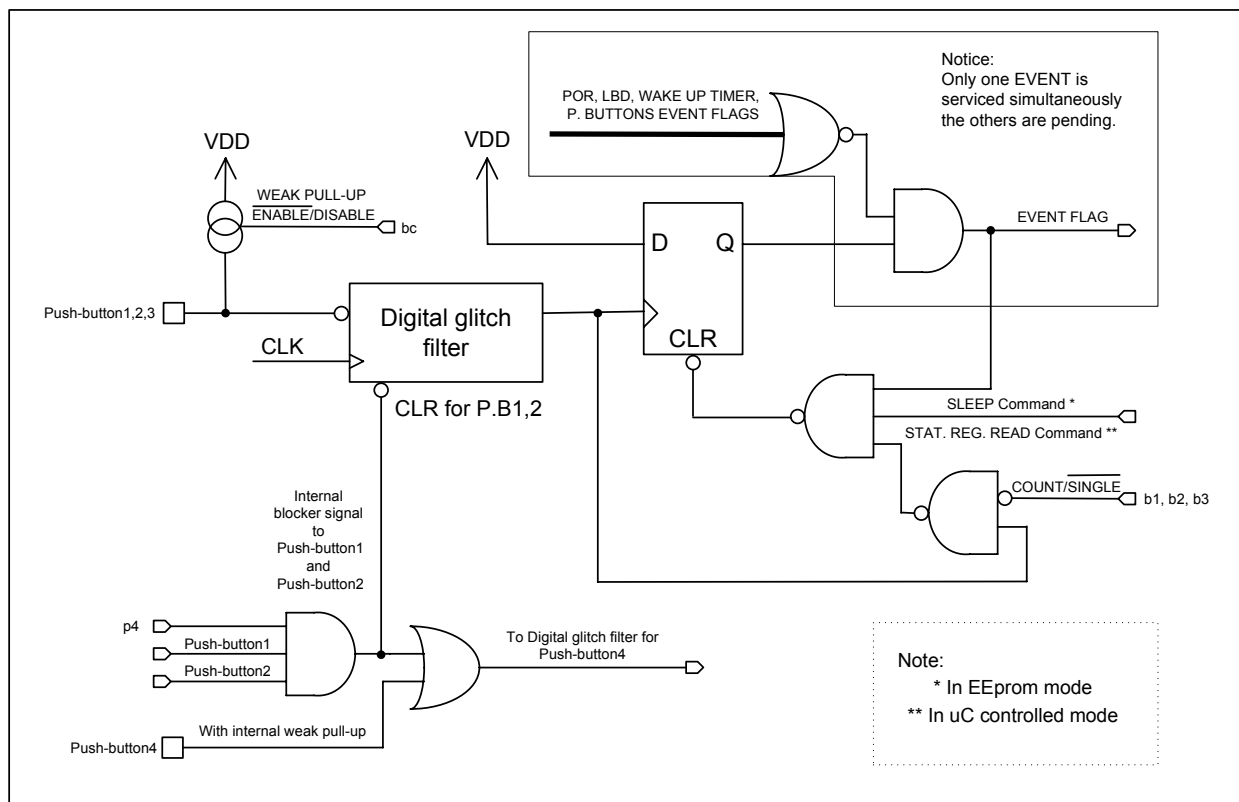 Notice:
Only one EVENT is
serviced simultaneously
the others are pending.
POR, LBD, WAKE UP TIMER,
P. BUTTONS EVENT FLAGS
VDD
VDD
WEAK PULL-UP
ENABLE/DISABLE
bc
EVENT FLAG
D
Q
CLR
Push-button1,2,3
Digital glitch
filter
CLK
CLR for P.B1,2
SLEEP Command *
STAT. REG. READ Command **
COUNT/SINGLE
b1, b2, b3
Internal
blocker signal
to
Push-button1
and
Push-button2
p4
Push-button1
Push-button2
To Digital glitch filter for
Push-button4
With internal weak pull-up
Push-button4
Note:
* In EEprom mode
** In uC controlled mode